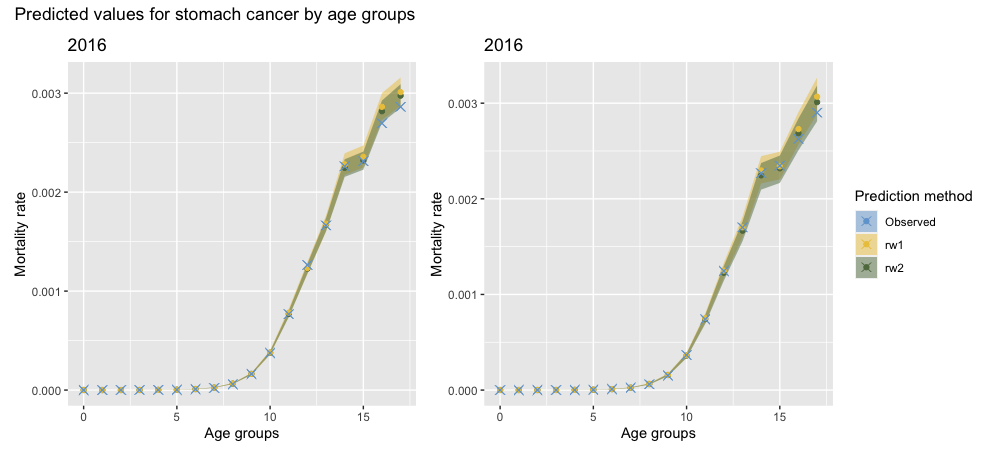 Predicted values for stomach cancer by age groups
2016
Mortality rate
0.003
0.002
0.001
0.000
0 5 10 15
Age groups
2016
Mortality rate
0.003
0.002
0.001
0.000
0 5 10 15
Age groups
Prediction method
Observed
rw1
rw2